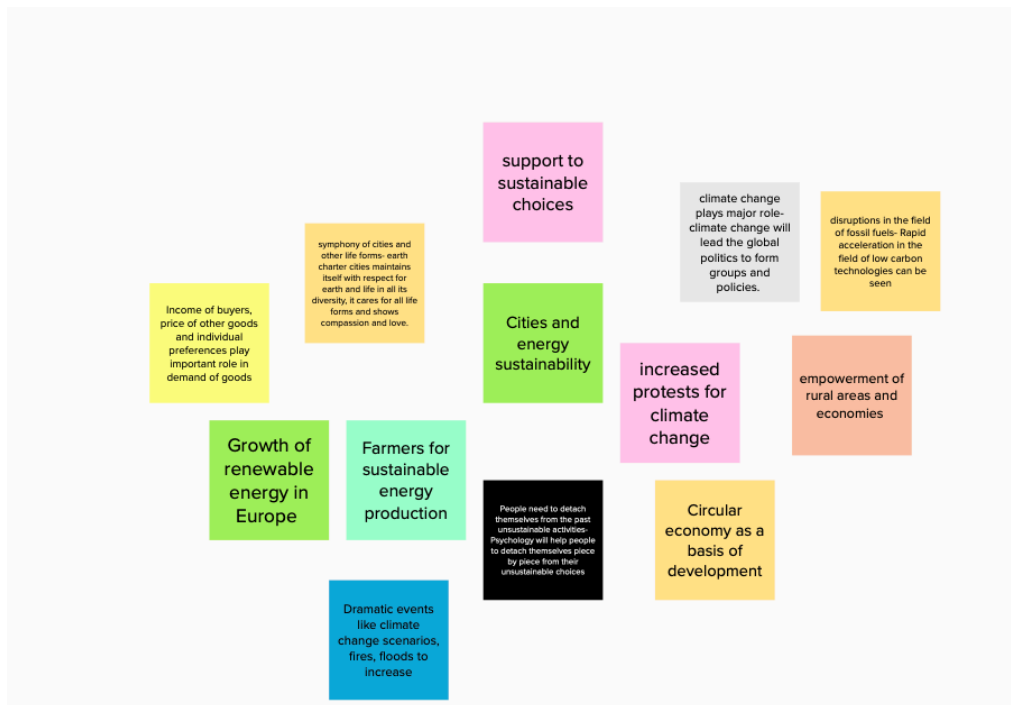 support to
sustainable
choices
climate change
plays major role-
climate change will
lead the global
politics to form
groups and
policies.
disruptions in the field
of fossil fuels- Rapid
acceleration in the
field of low carbon
technologies can be
seen
symphony of cities and
other life forms- earth
charter cities maintains
itself with respect for
earth and life in all its
diversity, it cares for all life
forms and shows
compassion and love.
Income of buyers,
price of other goods
and individual
preferences play
important role in
demand of goods
Cities and
energy
sustainability
increased
protests for
climate
change
empowerment of
rural areas and
economies
Growth of
renewable
energy in
Europe
Farmers for
sustainable
energy
production
People need to detach
themselves from the past
unsustainable activities-
Psychology will help people
to detach themselves piece
by piece from their
unsustainable choices
Circular
economy as a
basis of
development
Dramatic events
like climate
change scenarios,
fires, floods to
increase